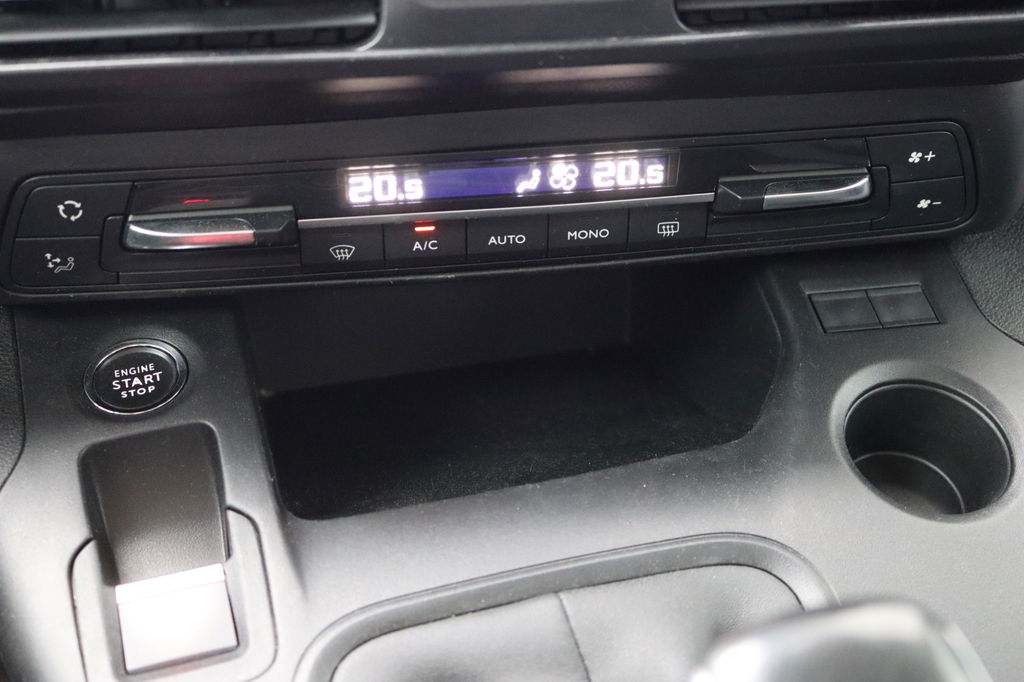 20.5 20.5
A/C AUTO MONO
ENGINE
START
STOP